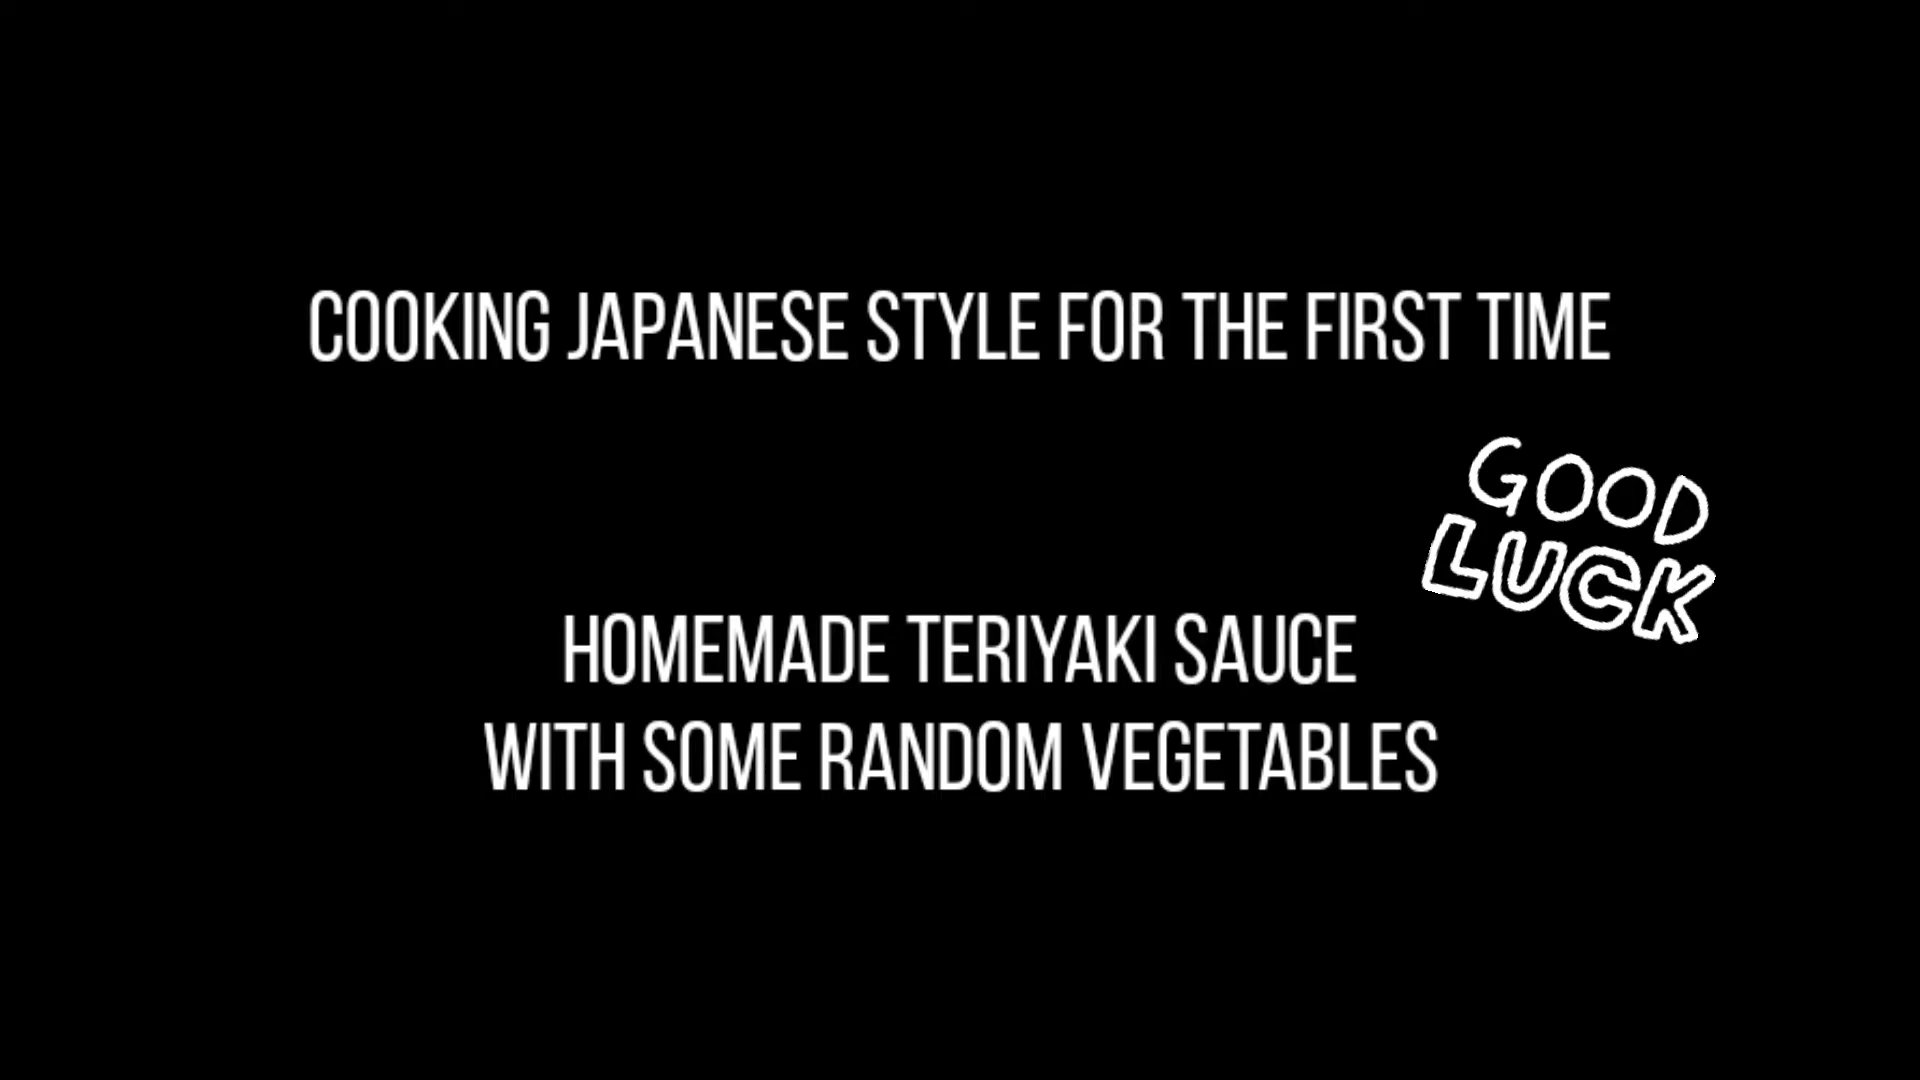 COOKING JAPANESE STYLE FOR THE FIRST TIME
GOOD
LUCK
HOMEMADE TERIYAKI SAUCE
WITH SOME RANDOM VEGETABLES